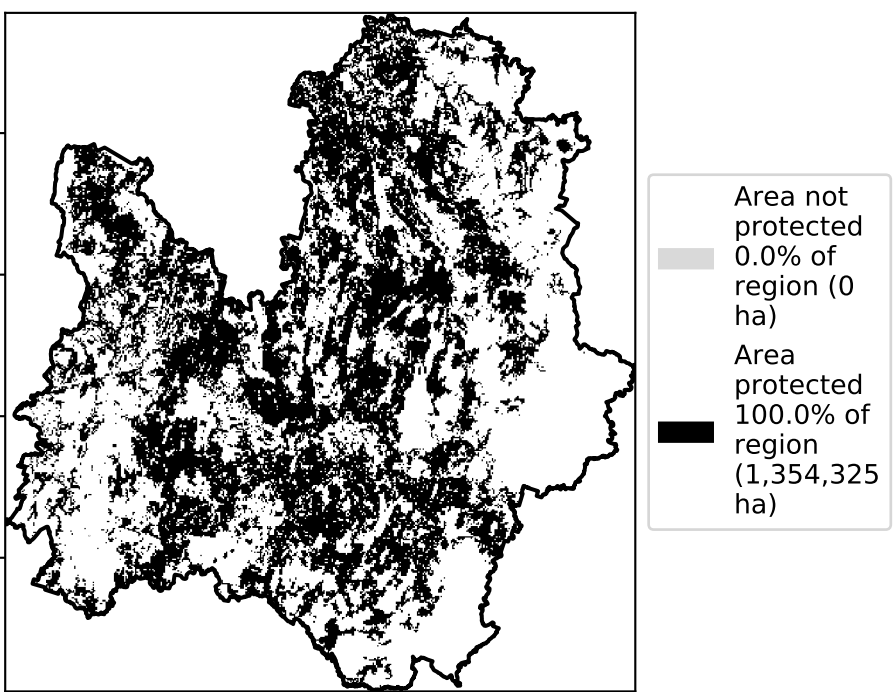 Area not
protected
0.0% of
region (0
ha)
Area
protected
100.0% of
region
(1,354,325
ha)